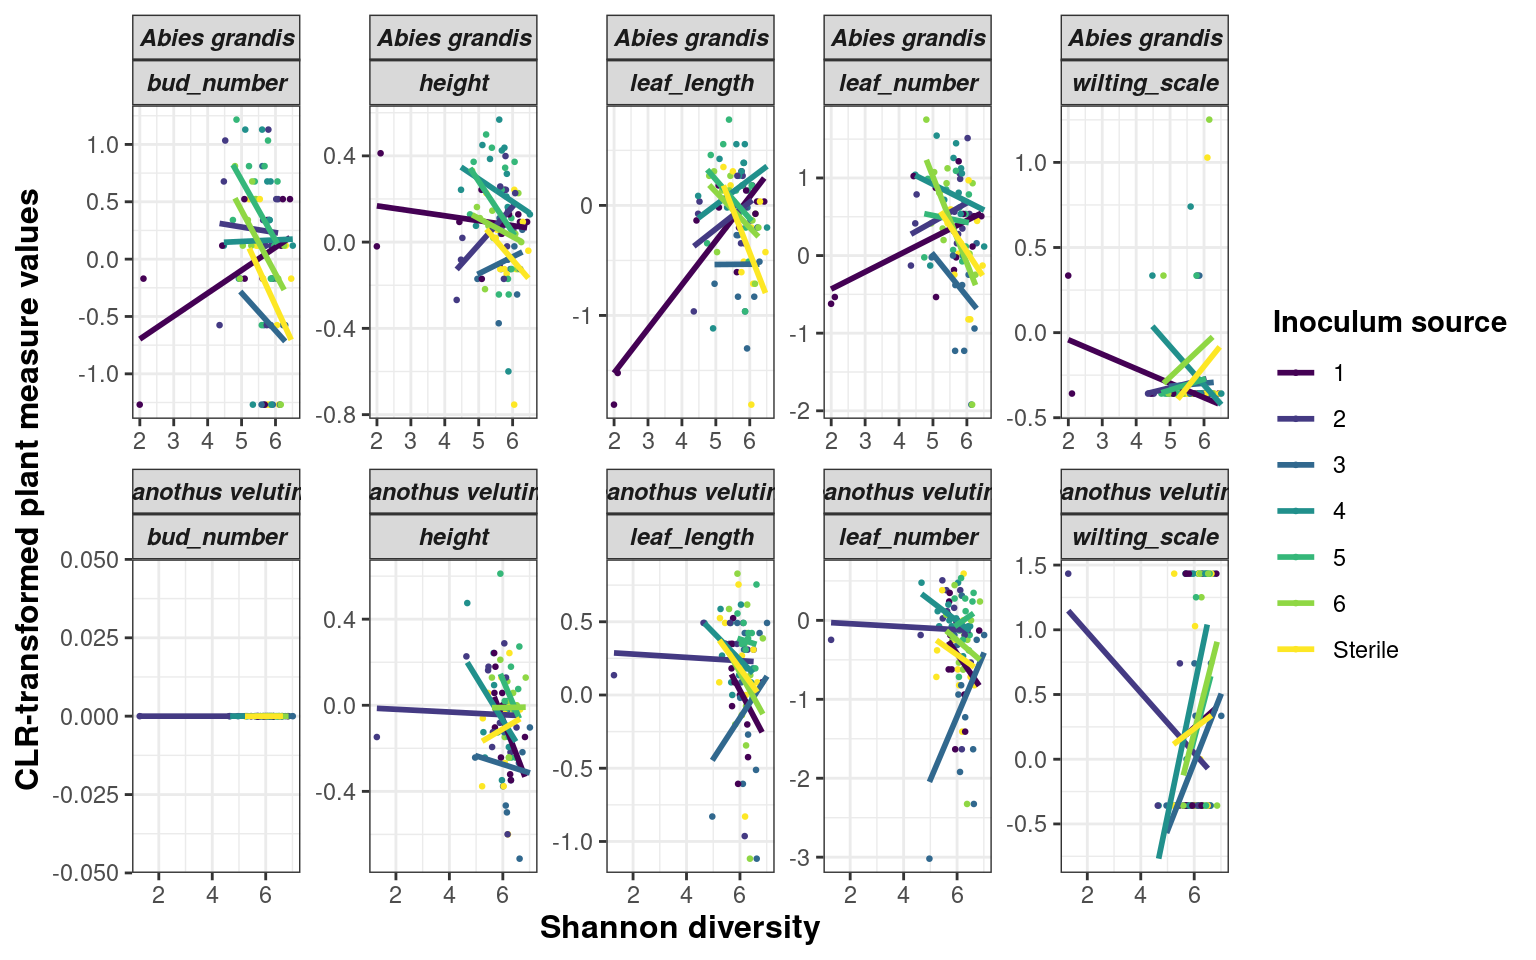 Abies grandis Abies grandis Abies grandis Abies grandis Abies grandis
bud_number height leaf_length leaf_number wilting_scale
1.0 0.5 0.0 -0.5 -1.0
0.4 0.0 -0.4 -0.8
0 -1
1 0 -1 -2
1.0 0.5 0.0 -0.5
2 3 4 5 6 2 3 4 5 6 2 3 4 5 6 2 3 4 5 6 2 3 4 5 6
anothus velutin anothus velutin anothus velutin anothus velutin anothus velutin
bud_number height leaf_length leaf_number wilting_scale
0.050 0.025 0.000 -0.025 -0.050
0.4 0.0 -0.4
0.5 0.0 -0.5 -1.0
0 -1 -2 -3
1.5 1.0 0.5 0.0 -0.5
2 4 6 2 4 6 2 4 6 2 4 6 2 4 6
Shannon diversity
CLR-transformed plant measure values
Inoculum source
1
2
3
4
5
6
Sterile